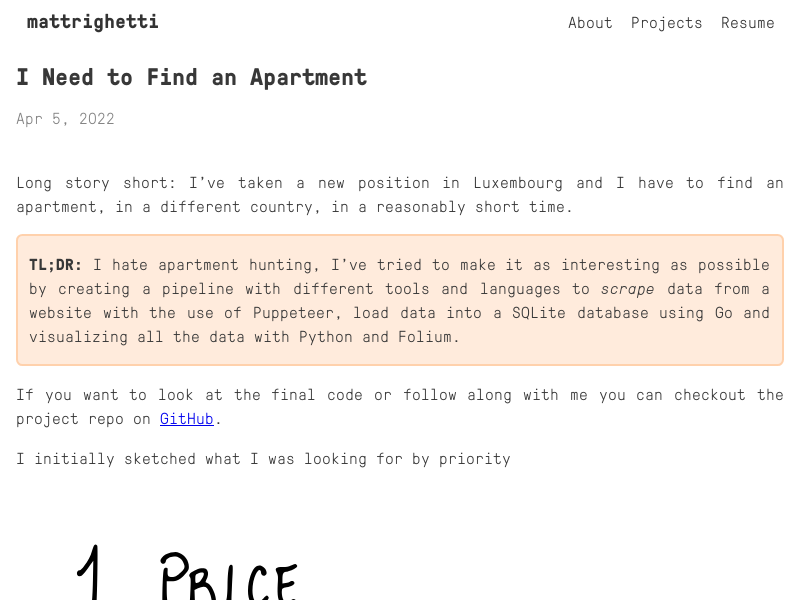 mattrighetti
About Projects Resume
I Need to Find an Apartment
Apr 5, 2022
Long story short: I've taken a new position in Luxembourg and I have to find an
apartment, in a different country, in a reasonably short time.
TL;DR: I hate apartment hunting, I've tried to make it as interesting as possible
by creating a pipeline with different tools and languages to scrape data from a
website with the use of Puppeteer, load data into a SQLite database using Go and
visualizing all the data with Python and Folium.
If you want to look at the final code or follow along with me you can checkout the
project repo on GitHub.
I initially sketched what I was looking for by priority
1 PRICE